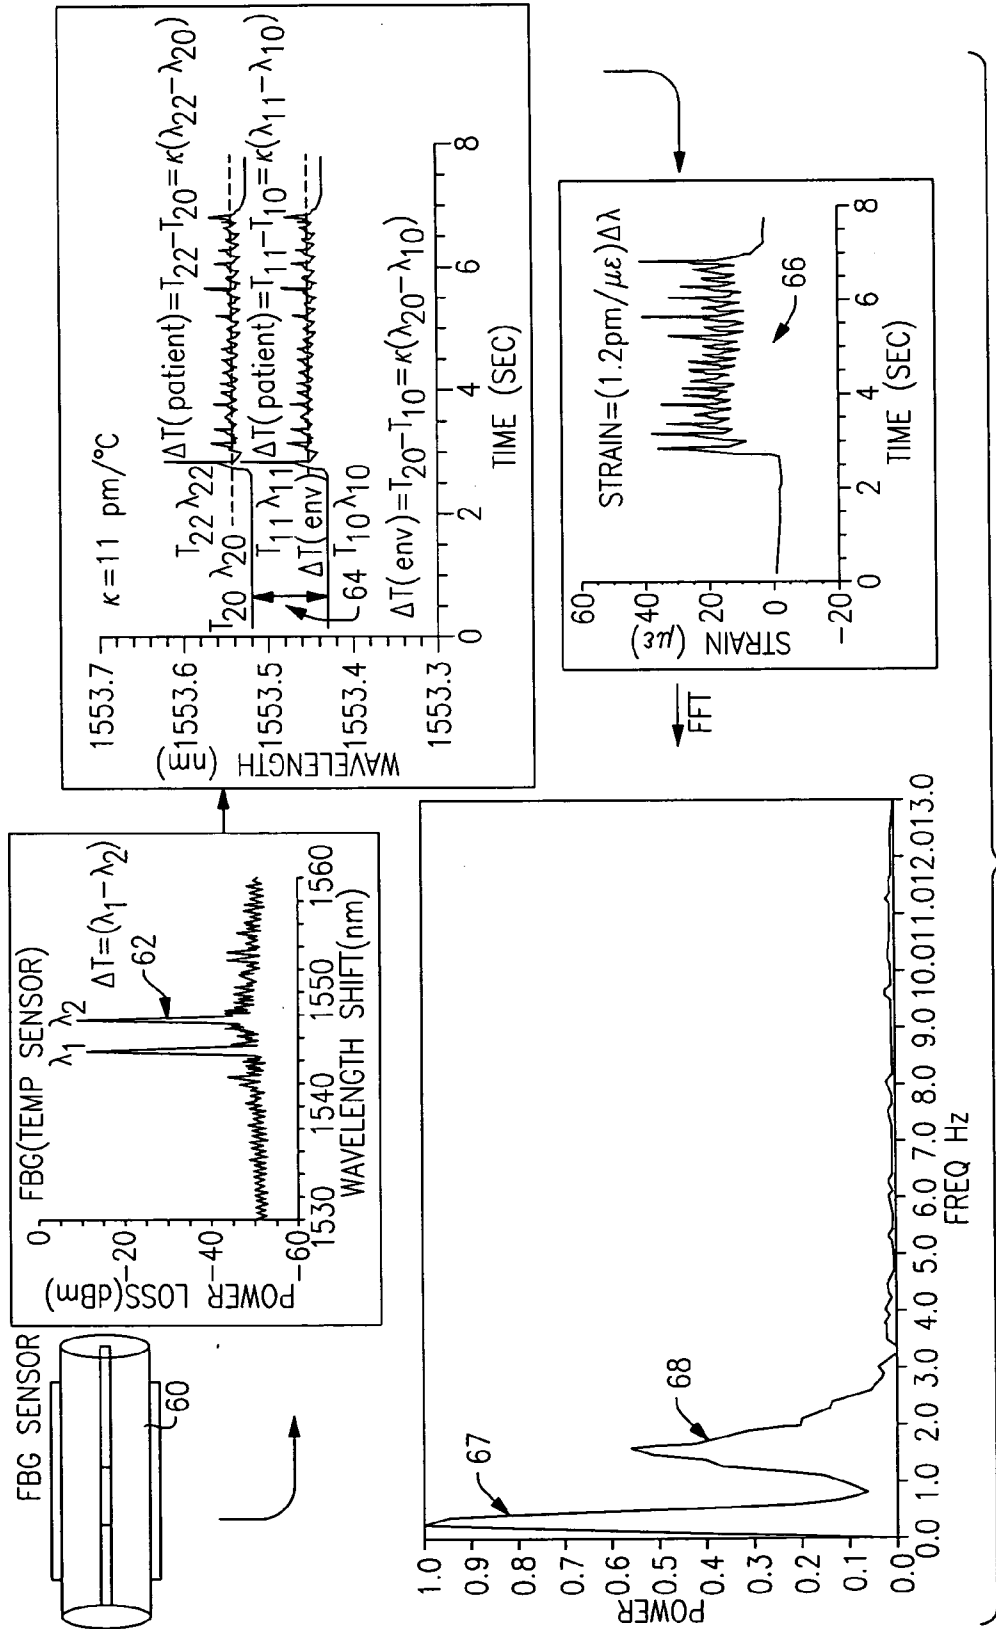 FBG SENSOR
60
FBG(TEMP SENSOR)
λ1 λ2
ΔT=(λ1−λ2)
62
0
−20
−40
−60
POWER LOSS(dBm)
1530 1540 1550 1560
WAVELENGTH SHIFT(nm)
κ=11 pm/°C
1553.7
1553.6
1553.5
1553.4
1553.3
WAVELENGTH
(nm)
T22 λ22
ΔT(patient)=T22−T20=κ(λ22−λ20)
T20 λ20
T11 λ11
ΔT(patient)=T11−T10=κ(λ11−λ10)
ΔT(env)
64
T10 λ10
ΔT(env)=T20−T10=κ(λ20−λ10)
0 2 4 6 8
TIME (SEC)
STRAIN=(1.2pm/με)Δλ
60
40
20
0
−20
STRAIN (με)
66
0 2 4 6 8
TIME (SEC)
FFT
67
68
1.0
0.9
0.8
0.7
0.6
0.5
0.4
0.3
0.2
0.1
0.0
POWER
0.0 1.0 2.0 3.0 4.0 5.0 6.0 7.0 8.0 9.0 10.0 11.0 12.0 13.0
FREQ Hz